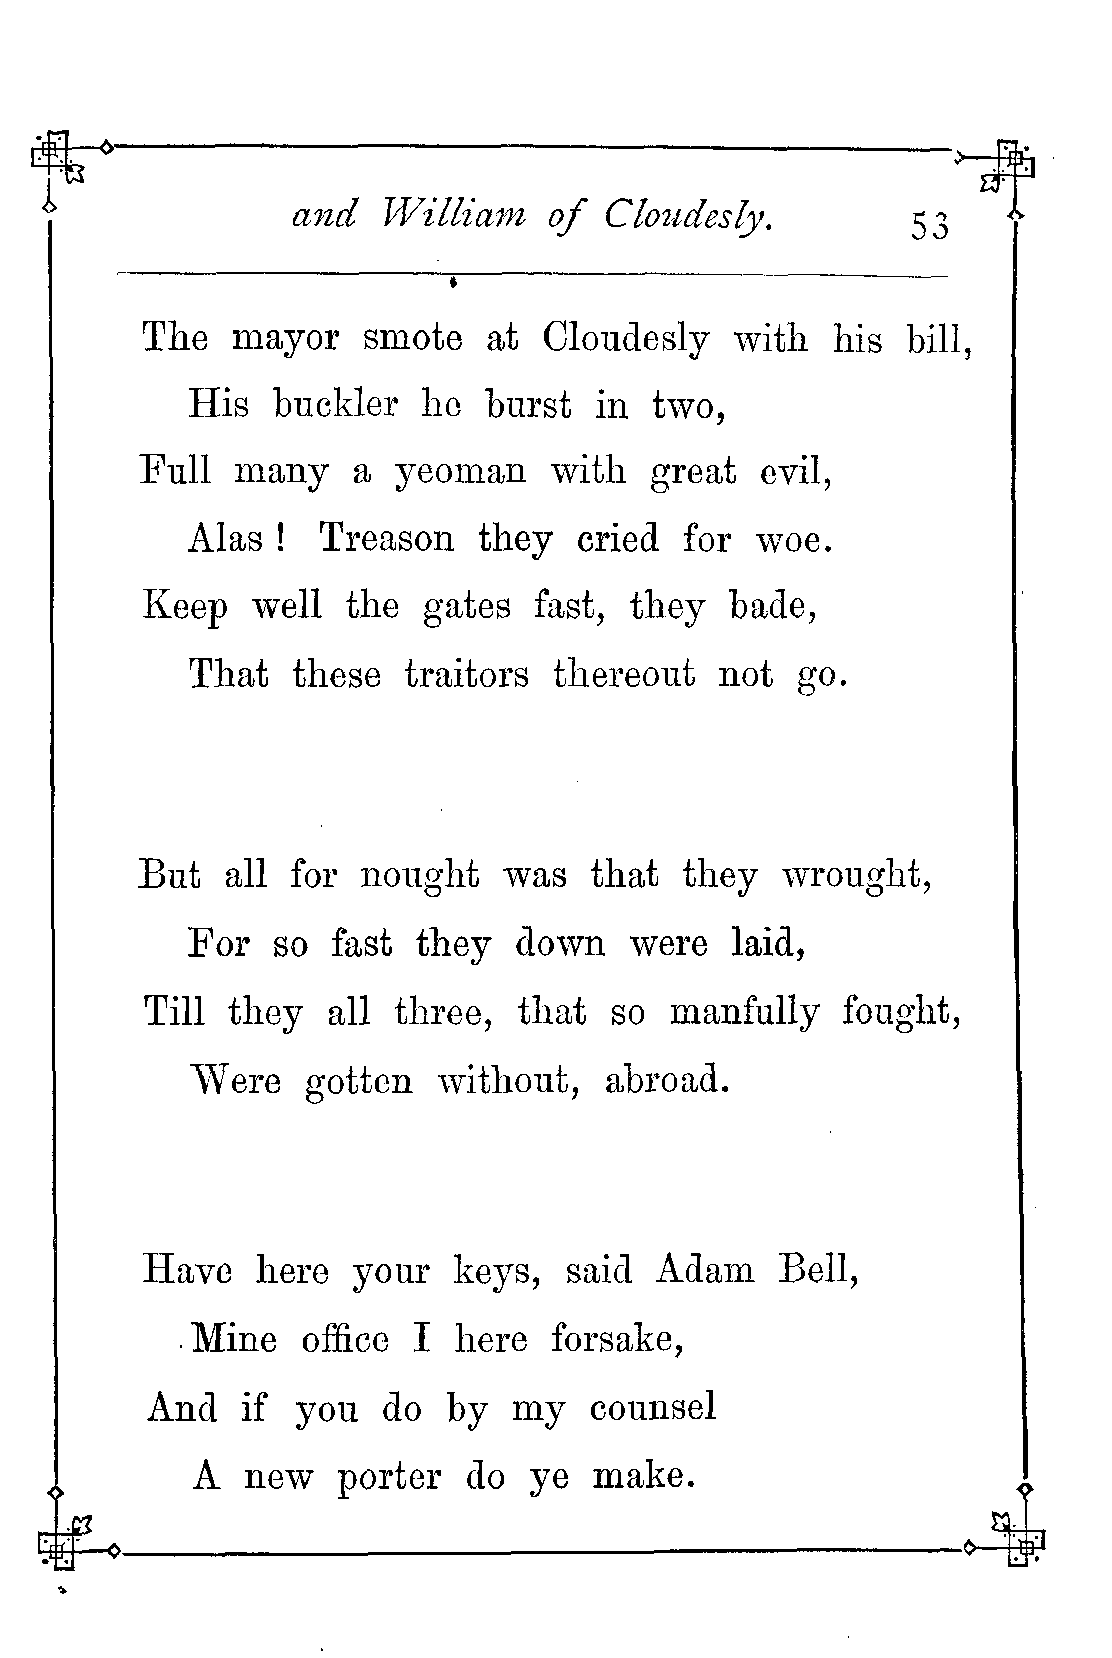 and William of Cloudesly. 53
The mayor smote at Cloudesly with his bill,
His buckler he burst in two,
Full many a yeoman with great evil,
Alas ! Treason they cried for woe.
Keep well the gates fast, they bade,
That these traitors thereout not go.
But all for nought was that they wrought,
For so fast they down were laid,
Till they all three, that so manfully fought,
Were gotten without, abroad.
Have here your keys, said Adam Bell,
Mine office I here forsake,
And if you do by my counsel
A new porter do ye make.